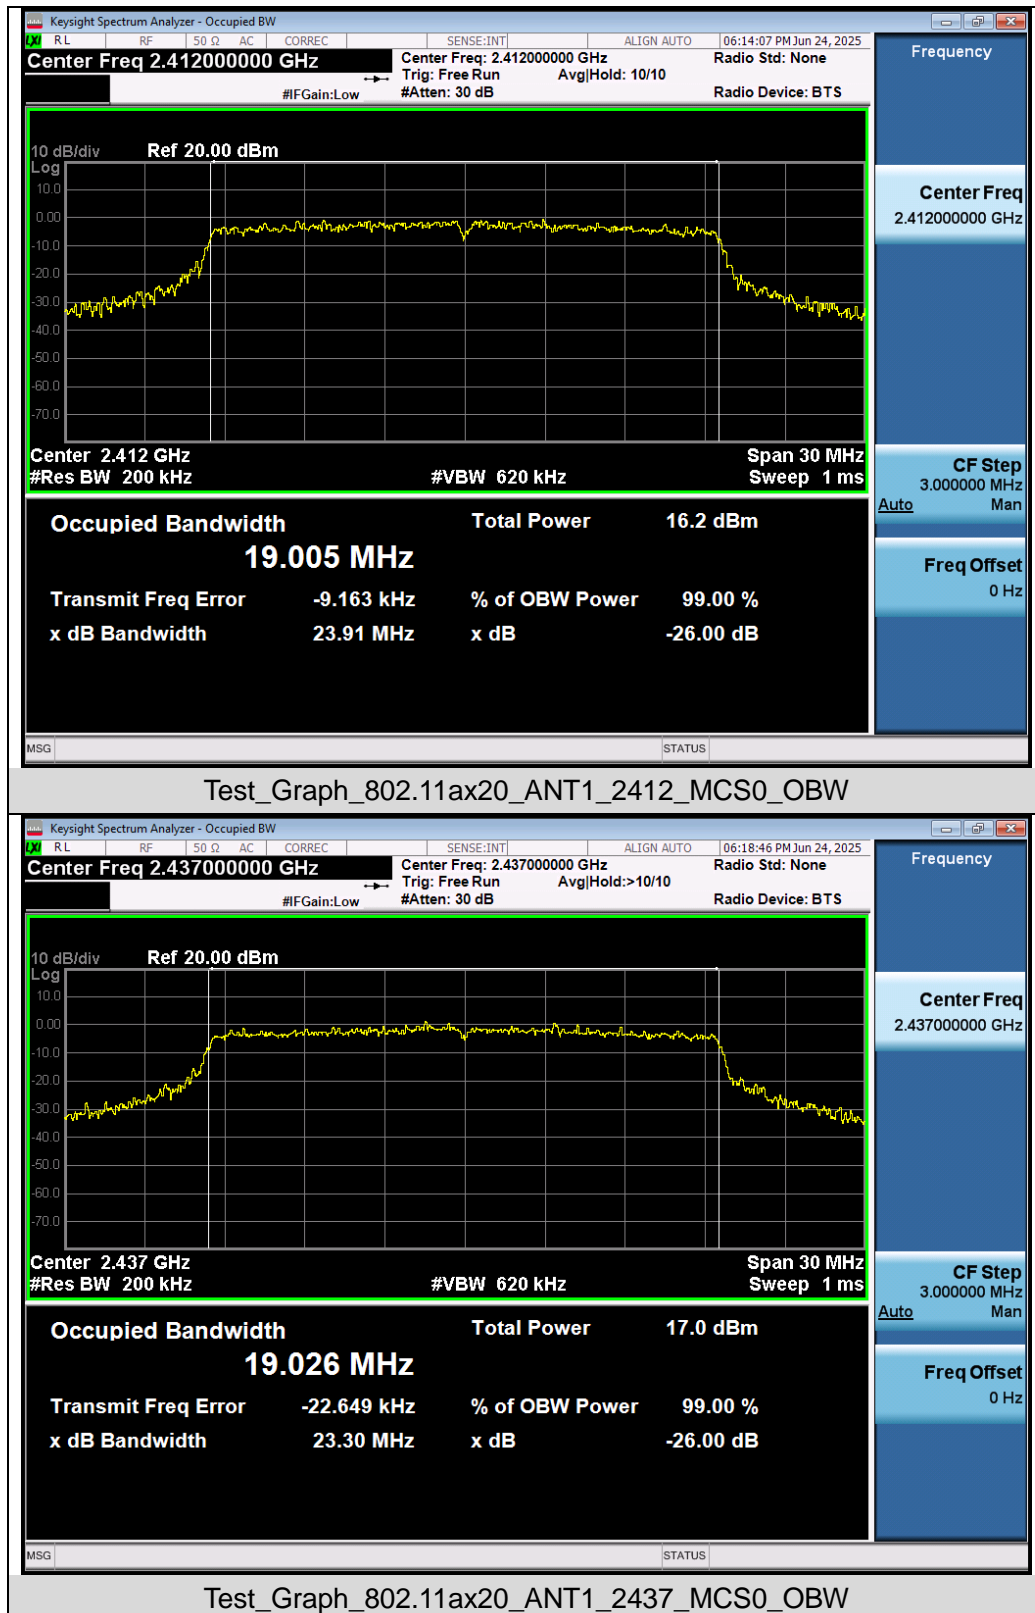 Keysight Spectrum Analyzer - Occupied BW
LXI RL RF 50 Ω AC CORREC SENSE:INT ALIGN AUTO 06:14:07 PM Jun 24, 2025
Center Freq 2.412000000 GHz
Center Freq: 2.412000000 GHz
Radio Std: None
Trig: Free Run Avg|Hold: 10/10
#IFGain:Low
#Atten: 30 dB
Radio Device: BTS
Frequency
10 dB/div Ref 20.00 dBm
Log
10.0
0.00
-10.0
-20.0
-30.0
-40.0
-50.0
-60.0
-70.0
Center Freq
2.412000000 GHz
Center 2.412 GHz Span 30 MHz
#Res BW 200 kHz #VBW 620 kHz Sweep 1 ms
CF Step
3.000000 MHz
Auto Man
Freq Offset
0 Hz
Occupied Bandwidth Total Power 16.2 dBm
19.005 MHz
Transmit Freq Error -9.163 kHz % of OBW Power 99.00 %
x dB Bandwidth 23.91 MHz x dB -26.00 dB
MSG STATUS
Test_Graph_802.11ax20_ANT1_2412_MCS0_OBW
Keysight Spectrum Analyzer - Occupied BW
LXI RL RF 50 Ω AC CORREC SENSE:INT ALIGN AUTO 06:18:46 PM Jun 24, 2025
Center Freq 2.437000000 GHz
Center Freq: 2.437000000 GHz
Radio Std: None
Trig: Free Run Avg|Hold:>10/10
#IFGain:Low
#Atten: 30 dB
Radio Device: BTS
Frequency
10 dB/div Ref 20.00 dBm
Log
10.0
0.00
-10.0
-20.0
-30.0
-40.0
-50.0
-60.0
-70.0
Center Freq
2.437000000 GHz
Center 2.437 GHz Span 30 MHz
#Res BW 200 kHz #VBW 620 kHz Sweep 1 ms
CF Step
3.000000 MHz
Auto Man
Freq Offset
0 Hz
Occupied Bandwidth Total Power 17.0 dBm
19.026 MHz
Transmit Freq Error -22.649 kHz % of OBW Power 99.00 %
x dB Bandwidth 23.30 MHz x dB -26.00 dB
MSG STATUS
Test_Graph_802.11ax20_ANT1_2437_MCS0_OBW